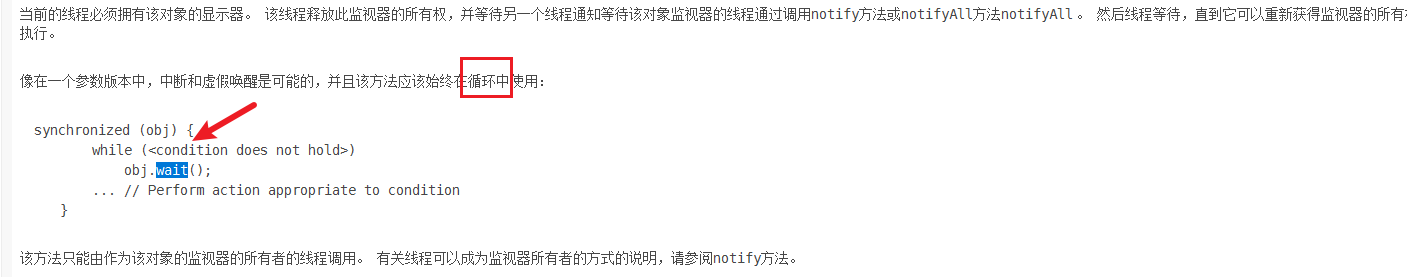 当前的线程必须拥有该对象的显示器。 该线程释放此监视器的所有权，并等待另一个线程通知等待该对象监视器的线程通过调用notify方法或notifyAll方法notifyAll 。 然后线程等待，直到它可以重新获得监视器的所有
执行。
像在一个参数版本中，中断和虚假唤醒是可能的，并且该方法应该始终在循环中使用：
synchronized (obj) {
while (<condition does not hold>)
obj.wait();
... // Perform action appropriate to condition
}
该方法只能由作为该对象的监视器的所有者的线程调用。 有关线程可以成为监视器所有者的方式的说明，请参阅notify方法。